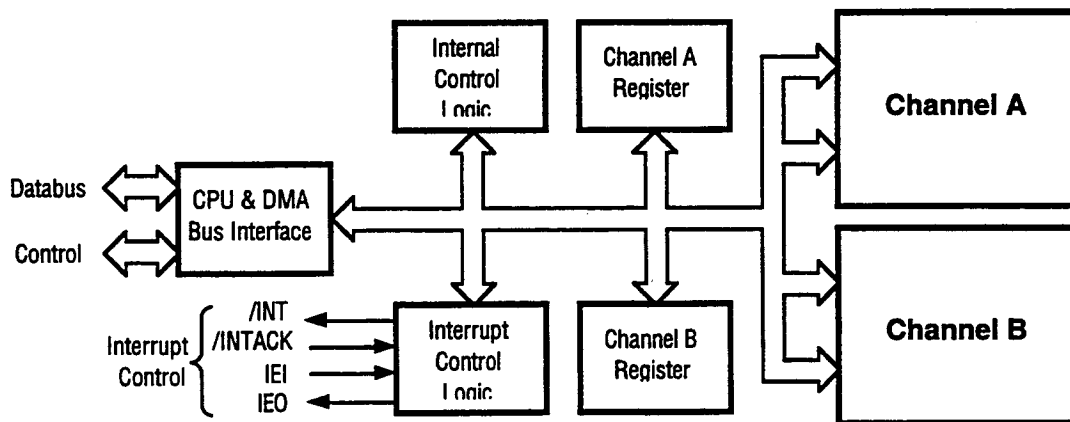 Internal
Control
Logic
Channel A
Register
Channel A
Databus
Control
CPU & DMA
Bus Interface
Interrupt
Control
/INT
/INTACK
IEI
IEO
Interrupt
Control
Logic
Channel B
Register
Channel B